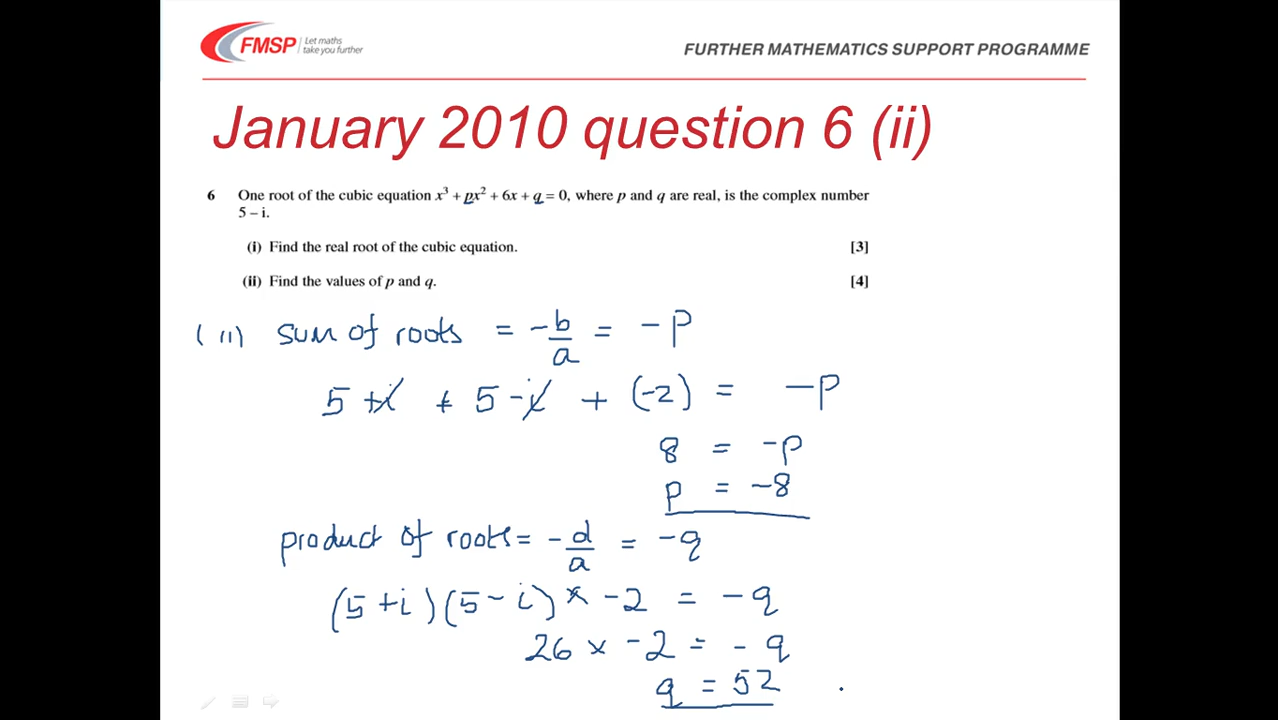 FMSP Let maths
take you further
FURTHER MATHEMATICS SUPPORT PROGRAMME
January 2010 question 6 (ii)
6 One root of the cubic equation x³ + px² + 6x + q = 0, where p and q are real, is the complex number
5 – i.
(i) Find the real root of the cubic equation. [3]
(ii) Find the values of p and q. [4]
(ii) sum of roots = -b/a = -p
5 +i + 5 -i + (-2) = -p
8 = -p
p = -8
product of roots = -d/a = -q
(5 +i)(5 - i) × -2 = -q
26 × -2 = -q
q = 52